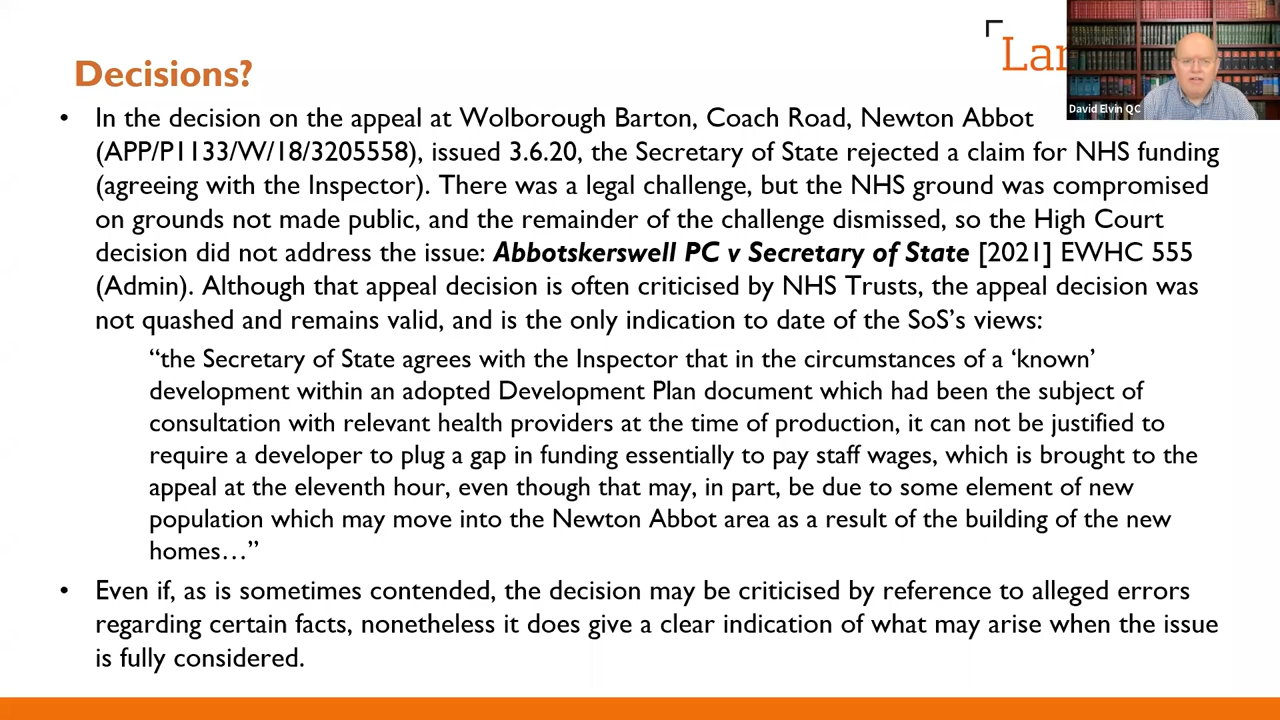 Decisions?
Lan
David Elvin QC
• In the decision on the appeal at Wolborough Barton, Coach Road, Newton Abbot
(APP/P1133/W/18/3205558), issued 3.6.20, the Secretary of State rejected a claim for NHS funding
(agreeing with the Inspector). There was a legal challenge, but the NHS ground was compromised
on grounds not made public, and the remainder of the challenge dismissed, so the High Court
decision did not address the issue: Abbotskerswell PC v Secretary of State [2021] EWHC 555
(Admin). Although that appeal decision is often criticised by NHS Trusts, the appeal decision was
not quashed and remains valid, and is the only indication to date of the SoS’s views:
“the Secretary of State agrees with the Inspector that in the circumstances of a ‘known’
development within an adopted Development Plan document which had been the subject of
consultation with relevant health providers at the time of production, it can not be justified to
require a developer to plug a gap in funding essentially to pay staff wages, which is brought to the
appeal at the eleventh hour, even though that may, in part, be due to some element of new
population which may move into the Newton Abbot area as a result of the building of the new
homes…”
• Even if, as is sometimes contended, the decision may be criticised by reference to alleged errors
regarding certain facts, nonetheless it does give a clear indication of what may arise when the issue
is fully considered.